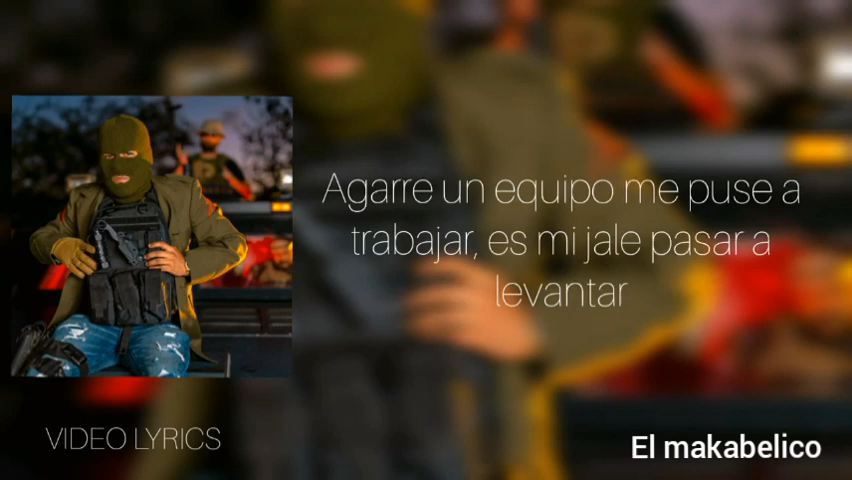 Agarre un equipo me puse a
trabajar, es mi jale pasar a
levantar
VIDEO LYRICS
El makabelico